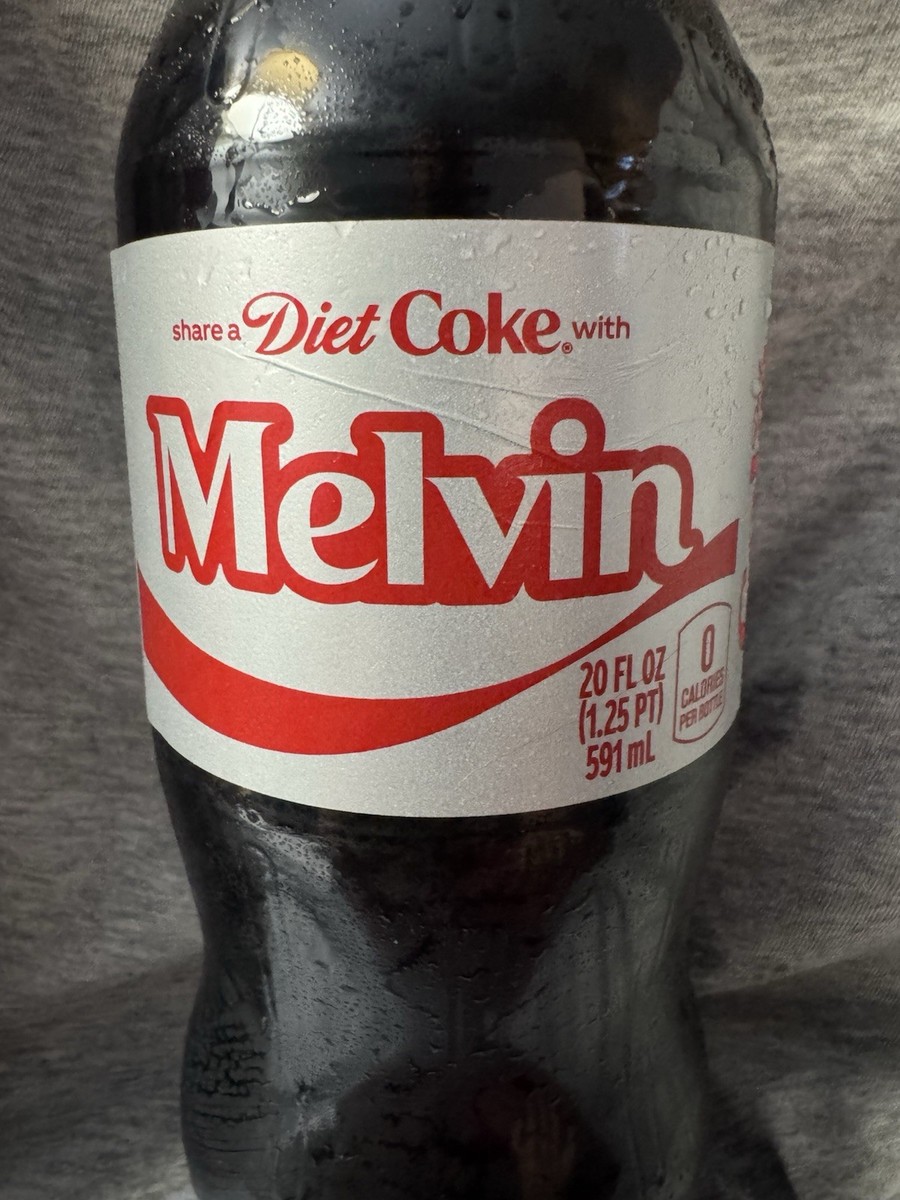 share a Diet Coke® with
Melvin
20 FL OZ
(1.25 PT)
591 mL
0
CALORIES
PER BOTTLE